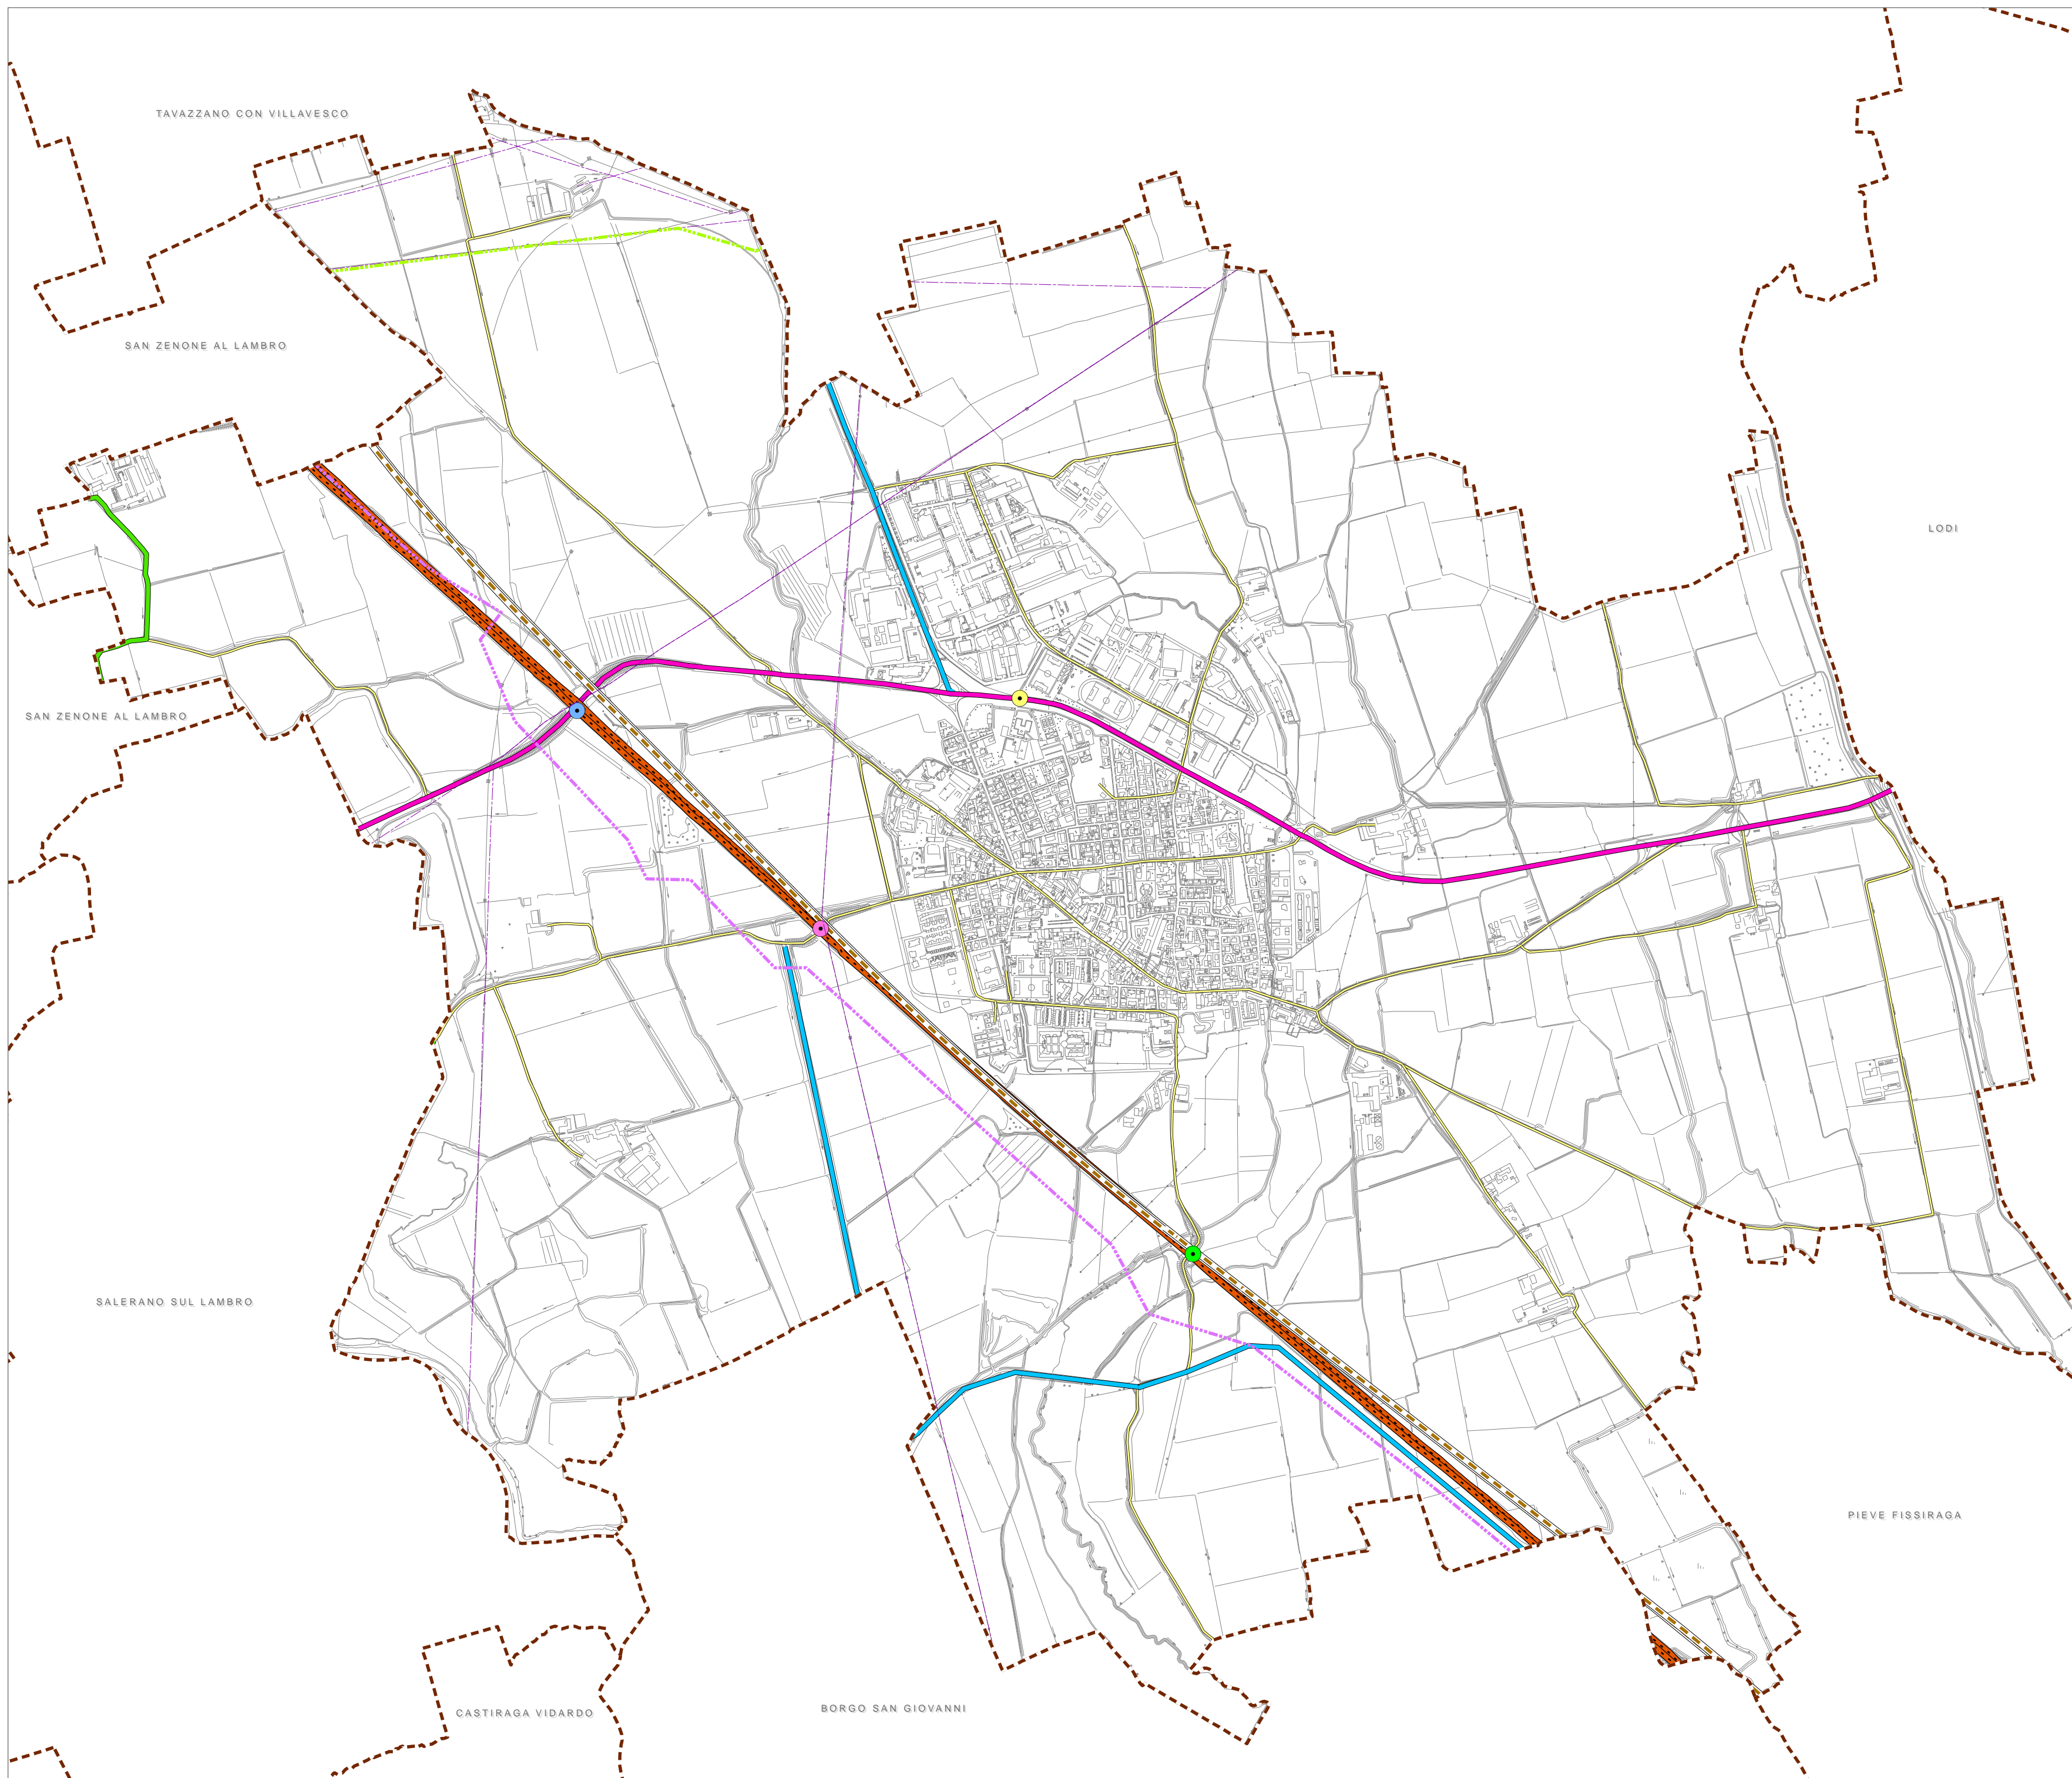 TAVAZZANO CON VILLAVESCO
SAN ZENONE AL LAMBRO
LODI
SAN ZENONE AL LAMBRO
SALERANO SUL LAMBRO
PIEVE FISSIRAGA
BORGO SAN GIOVANNI
CASTIRAGA VIDARDO